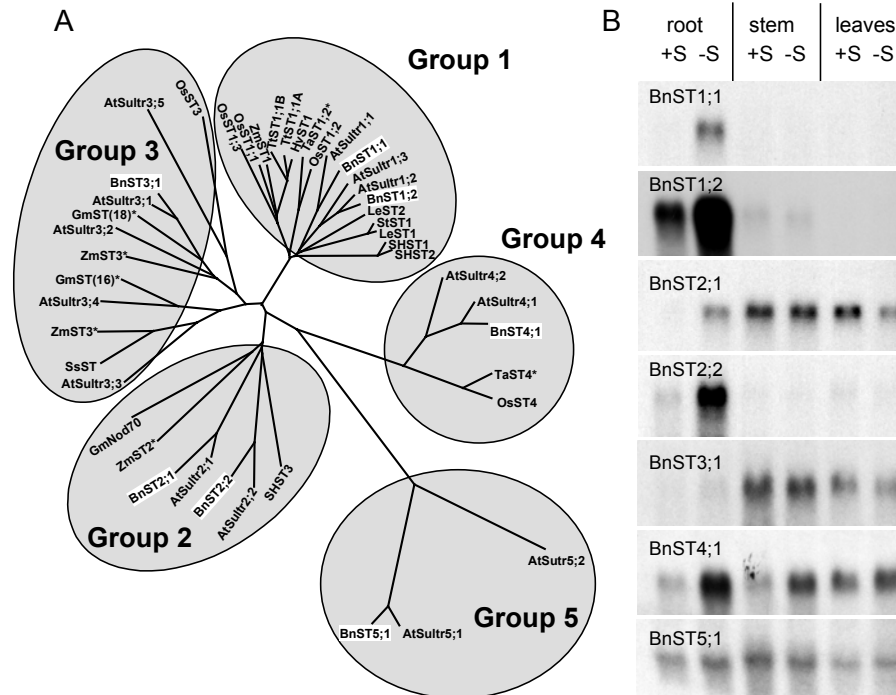 A
B
Group 1
Group 3
Group 4
Group 2
Group 5
AtSultr3;5
OsST3
BnST3;1
AtSultr3;1
GmST(18)*
AtSultr3;2
ZmST3*
GmST(16)*
AtSultr3;4
ZmST3*
SsST
AtSultr3;3
OsST1;3
OsST1;1
ZmST1
TtST1;1B
TtST1;1A
HvST1
TaST1;2*
OsST1;2
AtSultr1;1
BnST1;1
AtSultr1;3
AtSultr1;2
BnST1;2
LeST2
StST1
LeST1
SHST1
SHST2
AtSultr4;2
AtSultr4;1
BnST4;1
TaST4*
OsST4
GmNod70
ZmST2*
BnST2;1
AtSultr2;1
BnST2;2
AtSultr2;2
SHST3
AtSutr5;2
BnST5;1
AtSultr5;1
root stem leaves
+S -S +S -S +S -S
BnST1;1
BnST1;2
BnST2;1
BnST2;2
BnST3;1
BnST4;1
BnST5;1